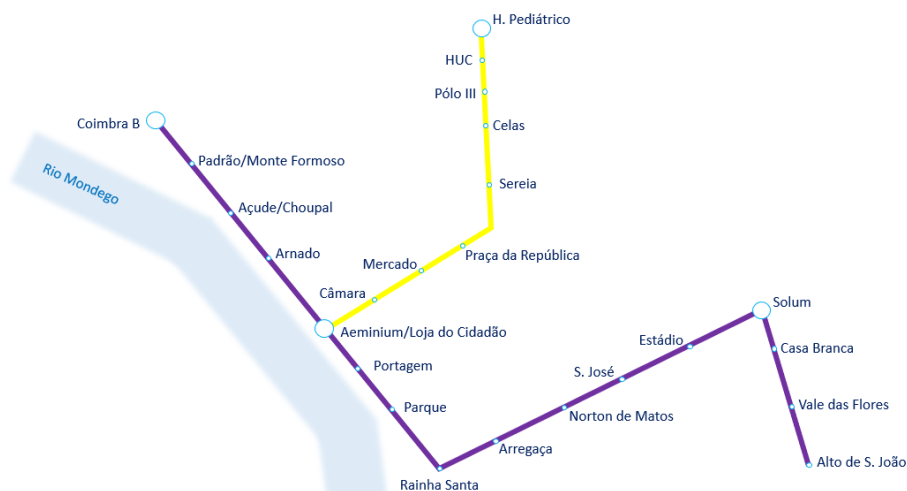 H. Pediátrico
HUC
Pólo III
Celas
Sereia
Praça da República
Mercado
Câmara
Coimbra B
Padrão/Monte Formoso
Rio Mondego
Açude/Choupal
Arnado
Aeminium/Loja do Cidadão
Portagem
Parque
Rainha Santa
Arregaça
Norton de Matos
S. José
Estádio
Solum
Casa Branca
Vale das Flores
Alto de S. João